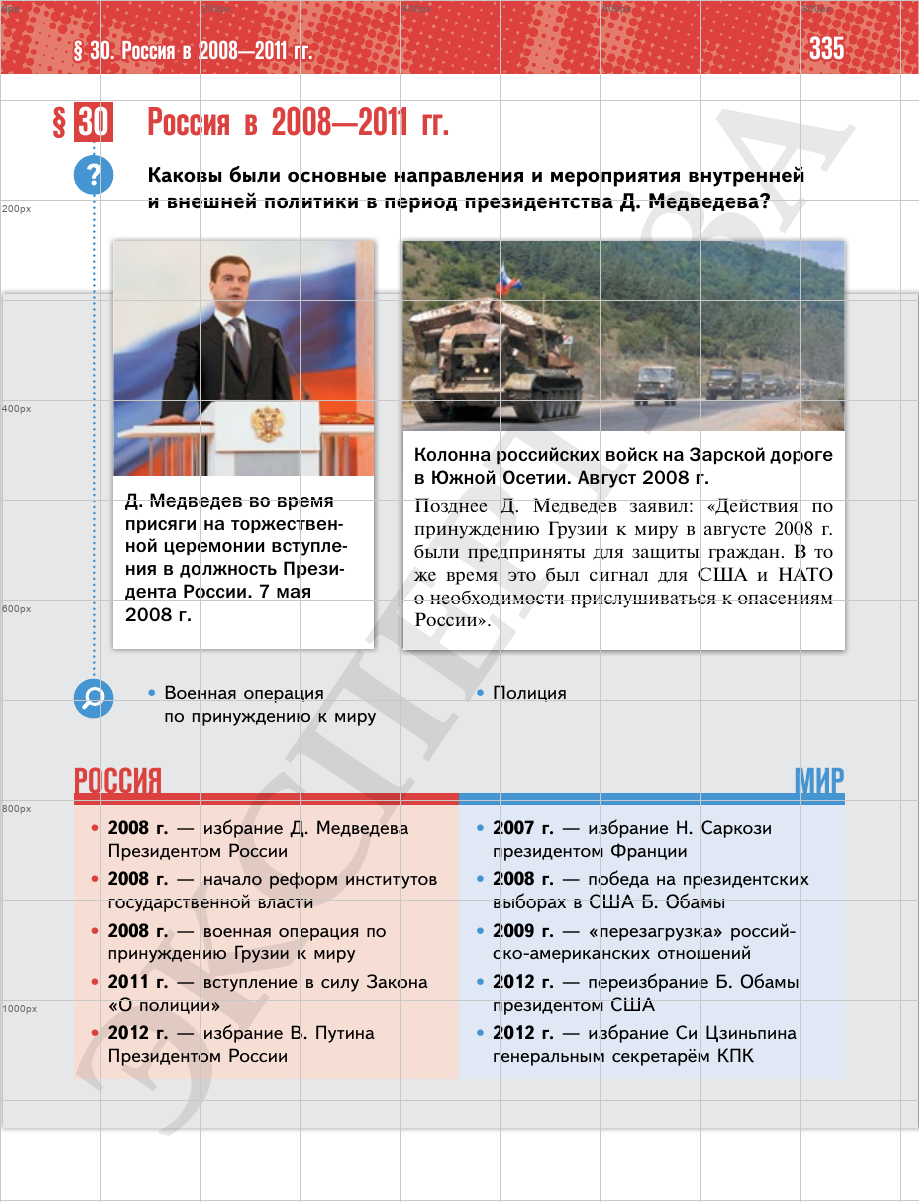 § 30. Россия в 2008—2011 гг.
335
§ 30
Россия в 2008—2011 гг.
?
Каковы были основные направления и мероприятия внутренней
и внешней политики в период президентства Д. Медведева?
Д. Медведев во время
присяги на торжествен-
ной церемонии вступле-
ния в должность Прези-
дента России. 7 мая
2008 г.
Колонна российских войск на Зарской дороге
в Южной Осетии. Август 2008 г.
Позднее Д. Медведев заявил: «Действия по
принуждению Грузии к миру в августе 2008 г.
были предприняты для защиты граждан. В то
же время это был сигнал для США и НАТО
о необходимости прислушиваться к опасениям
России».
• Военная операция
по принуждению к миру
• Полиция
РОССИЯ
• 2008 г. — избрание Д. Медведева
Президентом России
• 2008 г. — начало реформ институтов
государственной власти
• 2008 г. — военная операция по
принуждению Грузии к миру
• 2011 г. — вступление в силу Закона
«О полиции»
• 2012 г. — избрание В. Путина
Президентом России
МИР
• 2007 г. — избрание Н. Саркози
президентом Франции
• 2008 г. — победа на президентских
выборах в США Б. Обамы
• 2009 г. — «перезагрузка» россий-
ско-американских отношений
• 2012 г. — переизбрание Б. Обамы
президентом США
• 2012 г. — избрание Си Цзиньпина
генеральным секретарём КПК
ЭКСПЕРТИЗА
200px
400px
600px
800px
1000px